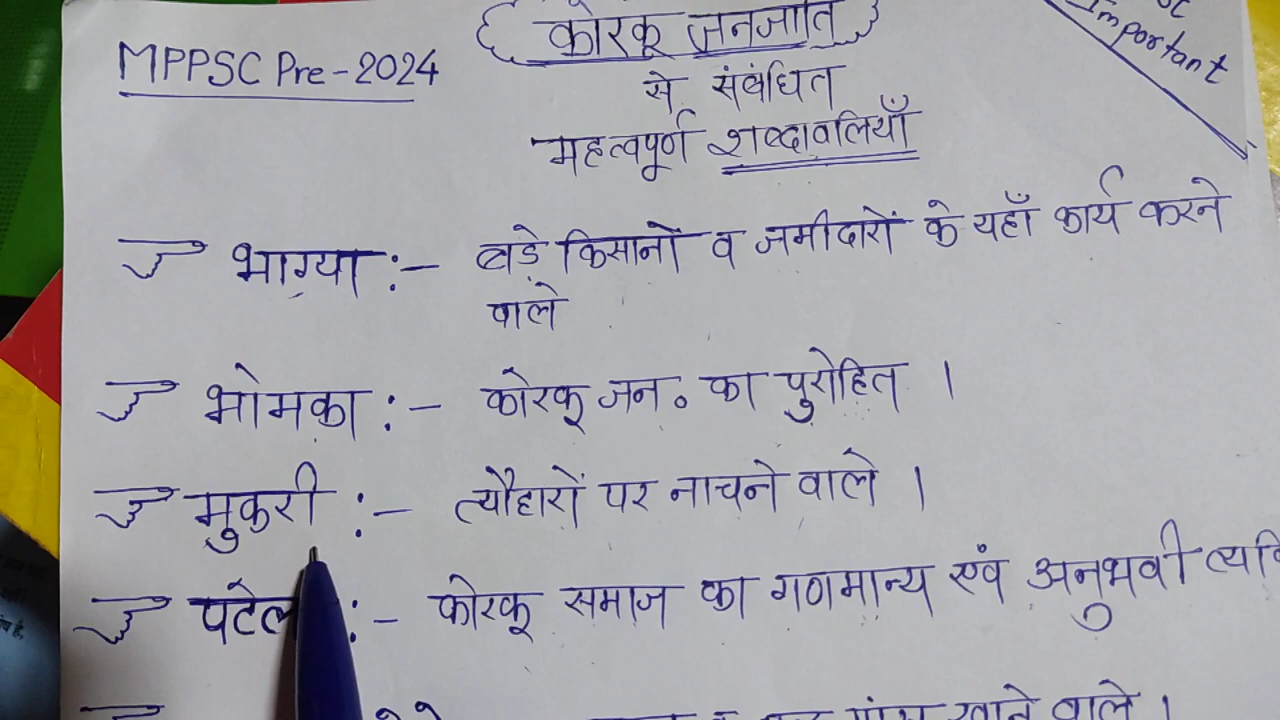 Important
कोरकू जनजाति
MPPSC Pre-2024
से संबंधित
महत्वपूर्ण शब्दावलियाँ
भाग्या :- बड़े किसानों व जमीदारों के यहाँ कार्य करने
वाले
भोमका :- कोरकू जन० का पुरोहित ।
मुकरी :- त्यौहारों पर नाचने वाले ।
पटेल :- कोरकू समाज का गणमान्य एवं अनुभवी
खाने वाले ।